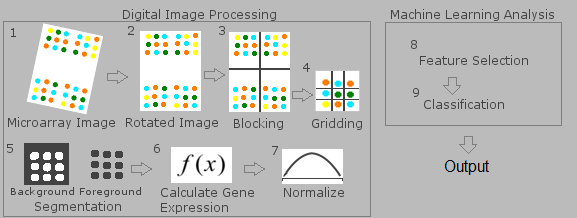 Digital Image Processing
1
Microarray Image
2
Rotated Image
3
Blocking
4
Gridding
5
Background Foreground
Segmentation
6
f(x)
Calculate Gene
Expression
7
Normalize
Machine Learning Analysis
8
Feature Selection
9
Classification
Output